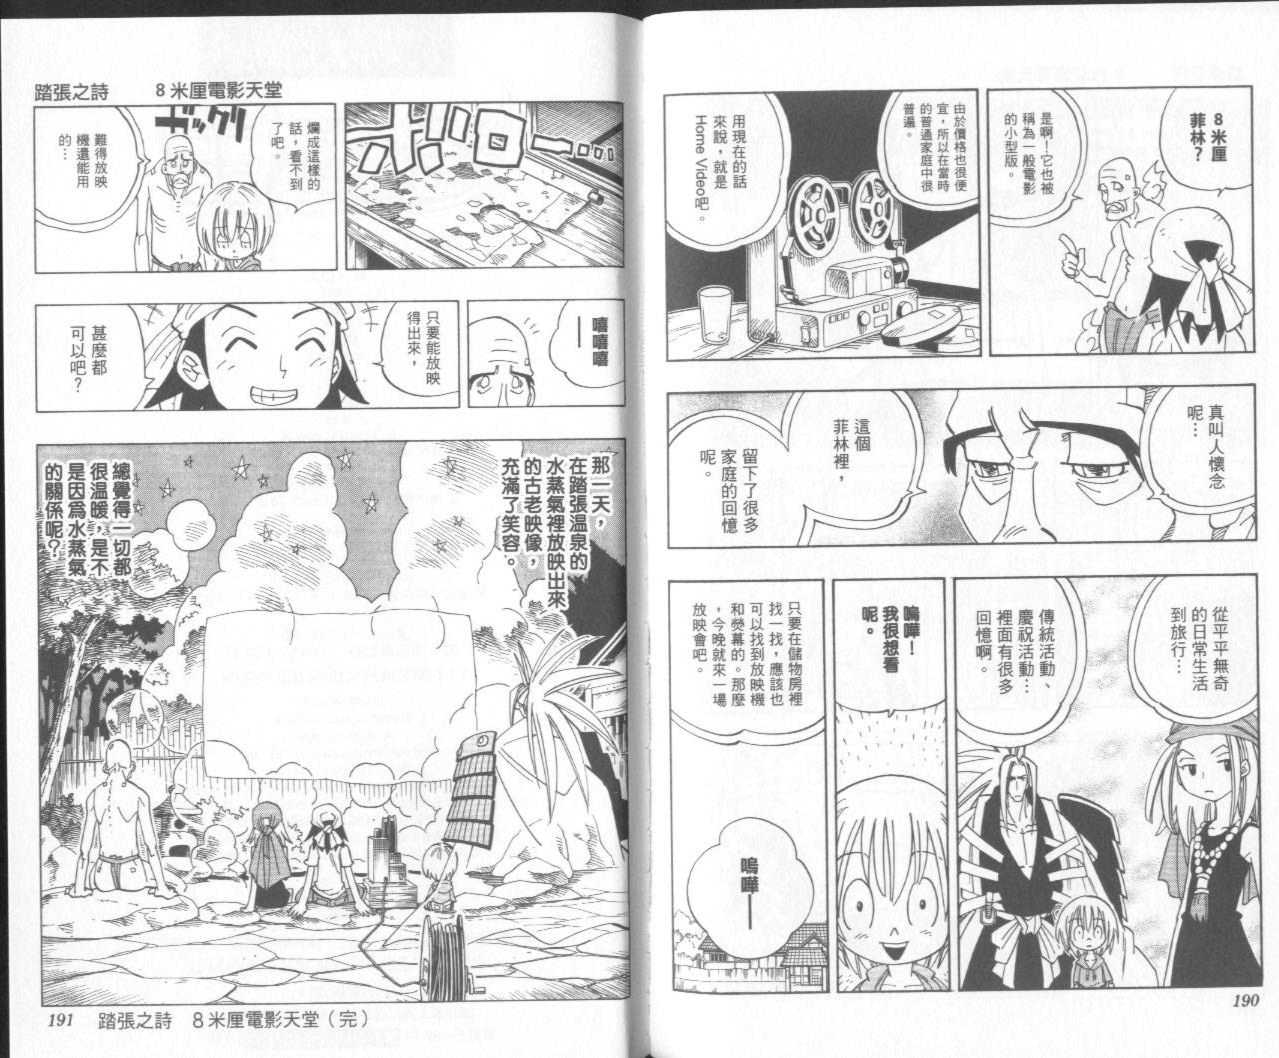 8米厘
菲林?
是啊!它也被
稱為一般電影
的小型版。
由於價格也很便
宜,所以在當時
的普通家庭中很
普遍。
用現在的話
來說,就是
Home Video吧。
真叫人懷念
呢…
這個
菲林裡,
留下了很多
家庭的回憶
呢。
從平平無奇
的日常生活
到旅行…
傳統活動、
慶祝活動…
裡面有很多
回憶啊。
嗚嘩!
我很想看
呢。
只要在儲物房裡
找一找,應該也
可以找到放映機
和熒幕的。那麼
,今晚就來一場
放映會吧。
嗚嘩——
190
踏張之詩 8米厘電影天堂
ボロ―…
爛成這樣的
話,看不到
了吧。
ガックリ
難得放映
機還能用
的…
嘻嘻嘻
——
只要能放映
得出來,
甚麼都
可以吧?
那一天,
在踏張溫泉的
水蒸氣裡放映出來
的古老映像,
充滿了笑容。
總覺得一切都
很溫暖,是不
是因為水蒸氣
的關係呢?
191 踏張之詩 8米厘電影天堂(完)